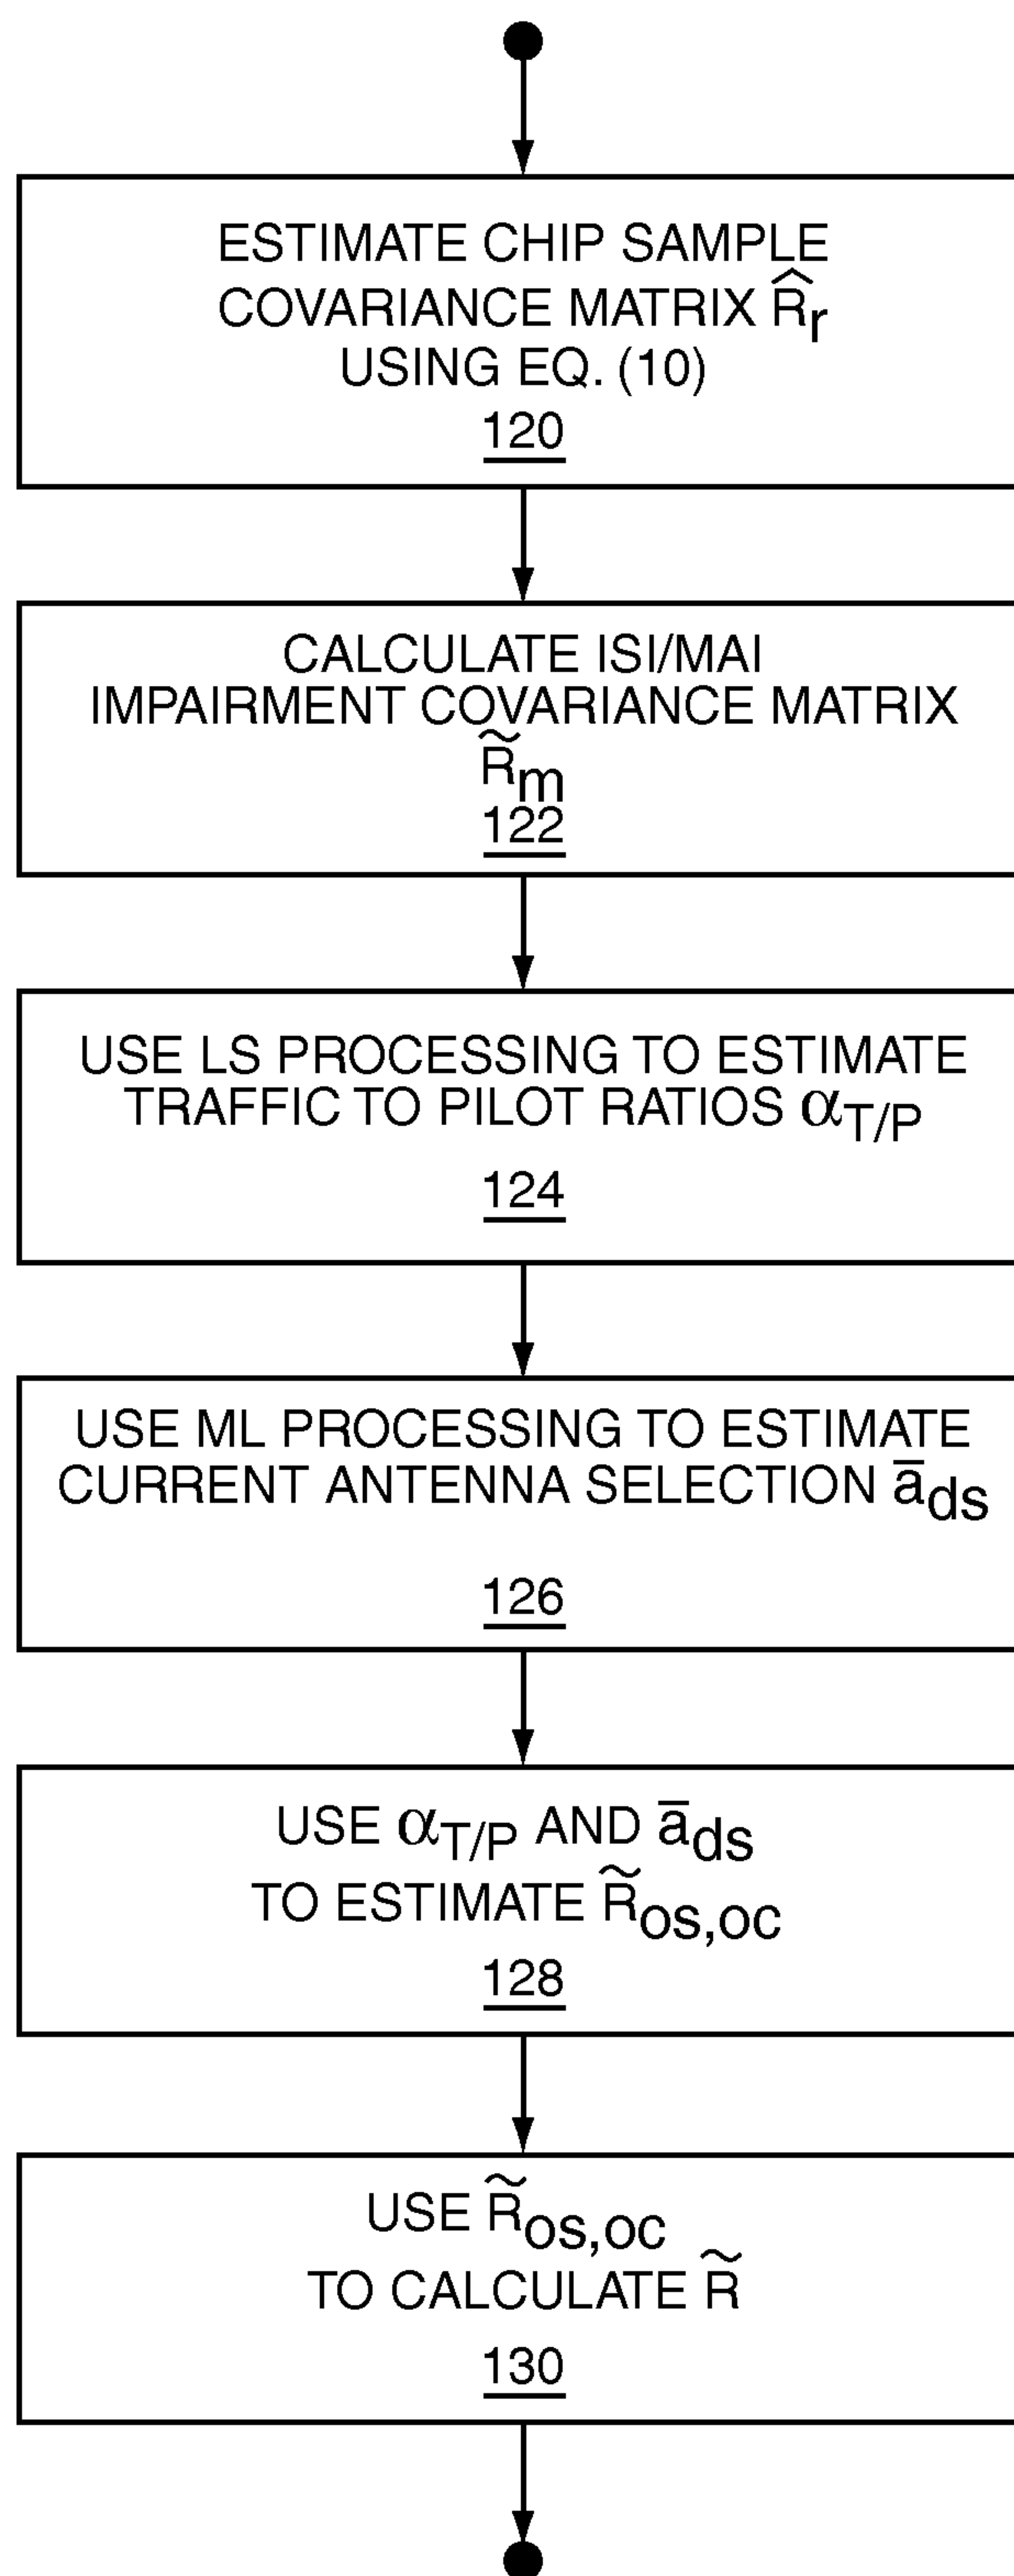 ESTIMATE CHIP SAMPLE
COVARIANCE MATRIX R̂r
USING EQ. (10)
120
CALCULATE ISI/MAI
IMPAIRMENT COVARIANCE MATRIX
R̃m
122
USE LS PROCESSING TO ESTIMATE
TRAFFIC TO PILOT RATIOS αT/P
124
USE ML PROCESSING TO ESTIMATE
CURRENT ANTENNA SELECTION āds
126
USE αT/P AND āds
TO ESTIMATE R̃os,oc
128
USE R̃os,oc
TO CALCULATE R̃
130